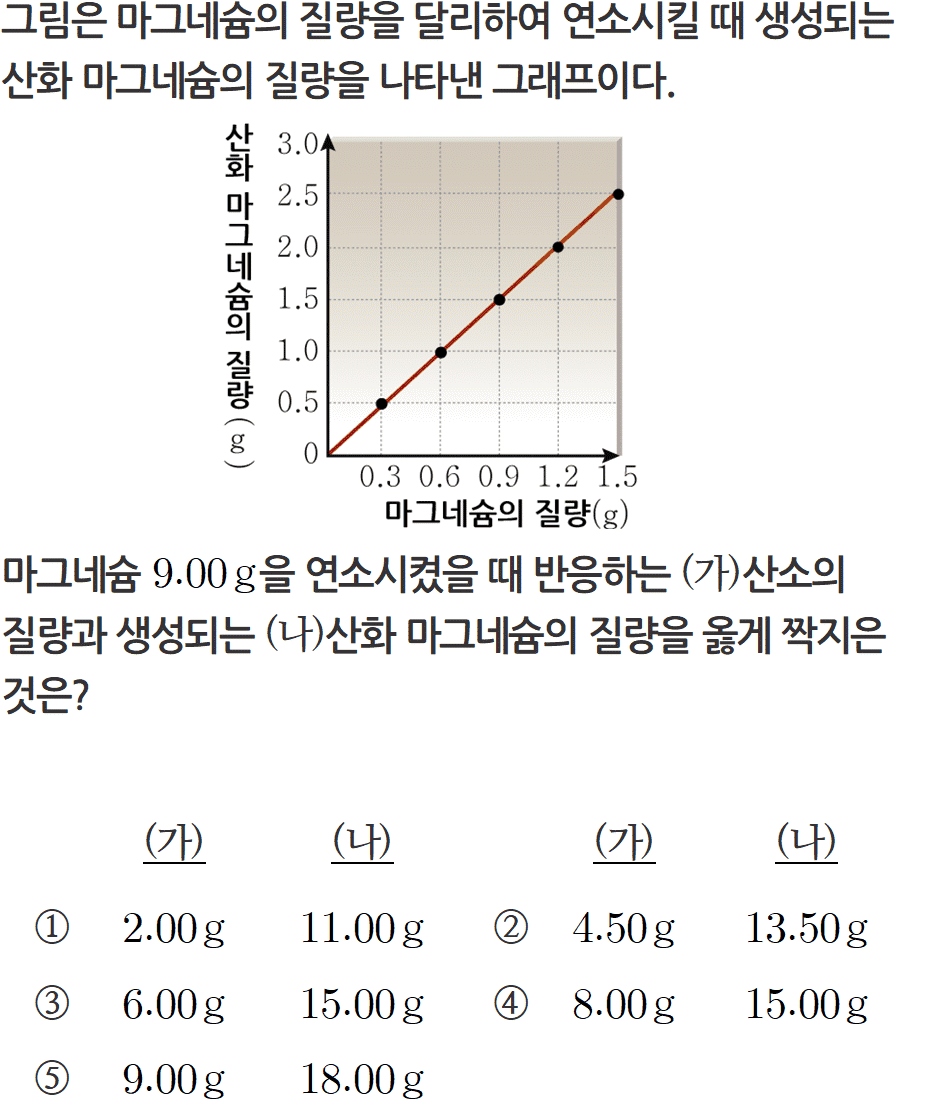 그림은 마그네슘의 질량을 달리하여 연소시킬 때 생성되는
산화 마그네슘의 질량을 나타낸 그래프이다.
산화 마그네슘의 질량(g)
3.0
2.5
2.0
1.5
1.0
0.5
0
0.3 0.6 0.9 1.2 1.5
마그네슘의 질량(g)
마그네슘 9.00 g을 연소시켰을 때 반응하는 (가)산소의
질량과 생성되는 (나)산화 마그네슘의 질량을 옳게 짝지은
것은?
(가) (나) (가) (나)
① 2.00 g 11.00 g ② 4.50 g 13.50 g
③ 6.00 g 15.00 g ④ 8.00 g 15.00 g
⑤ 9.00 g 18.00 g